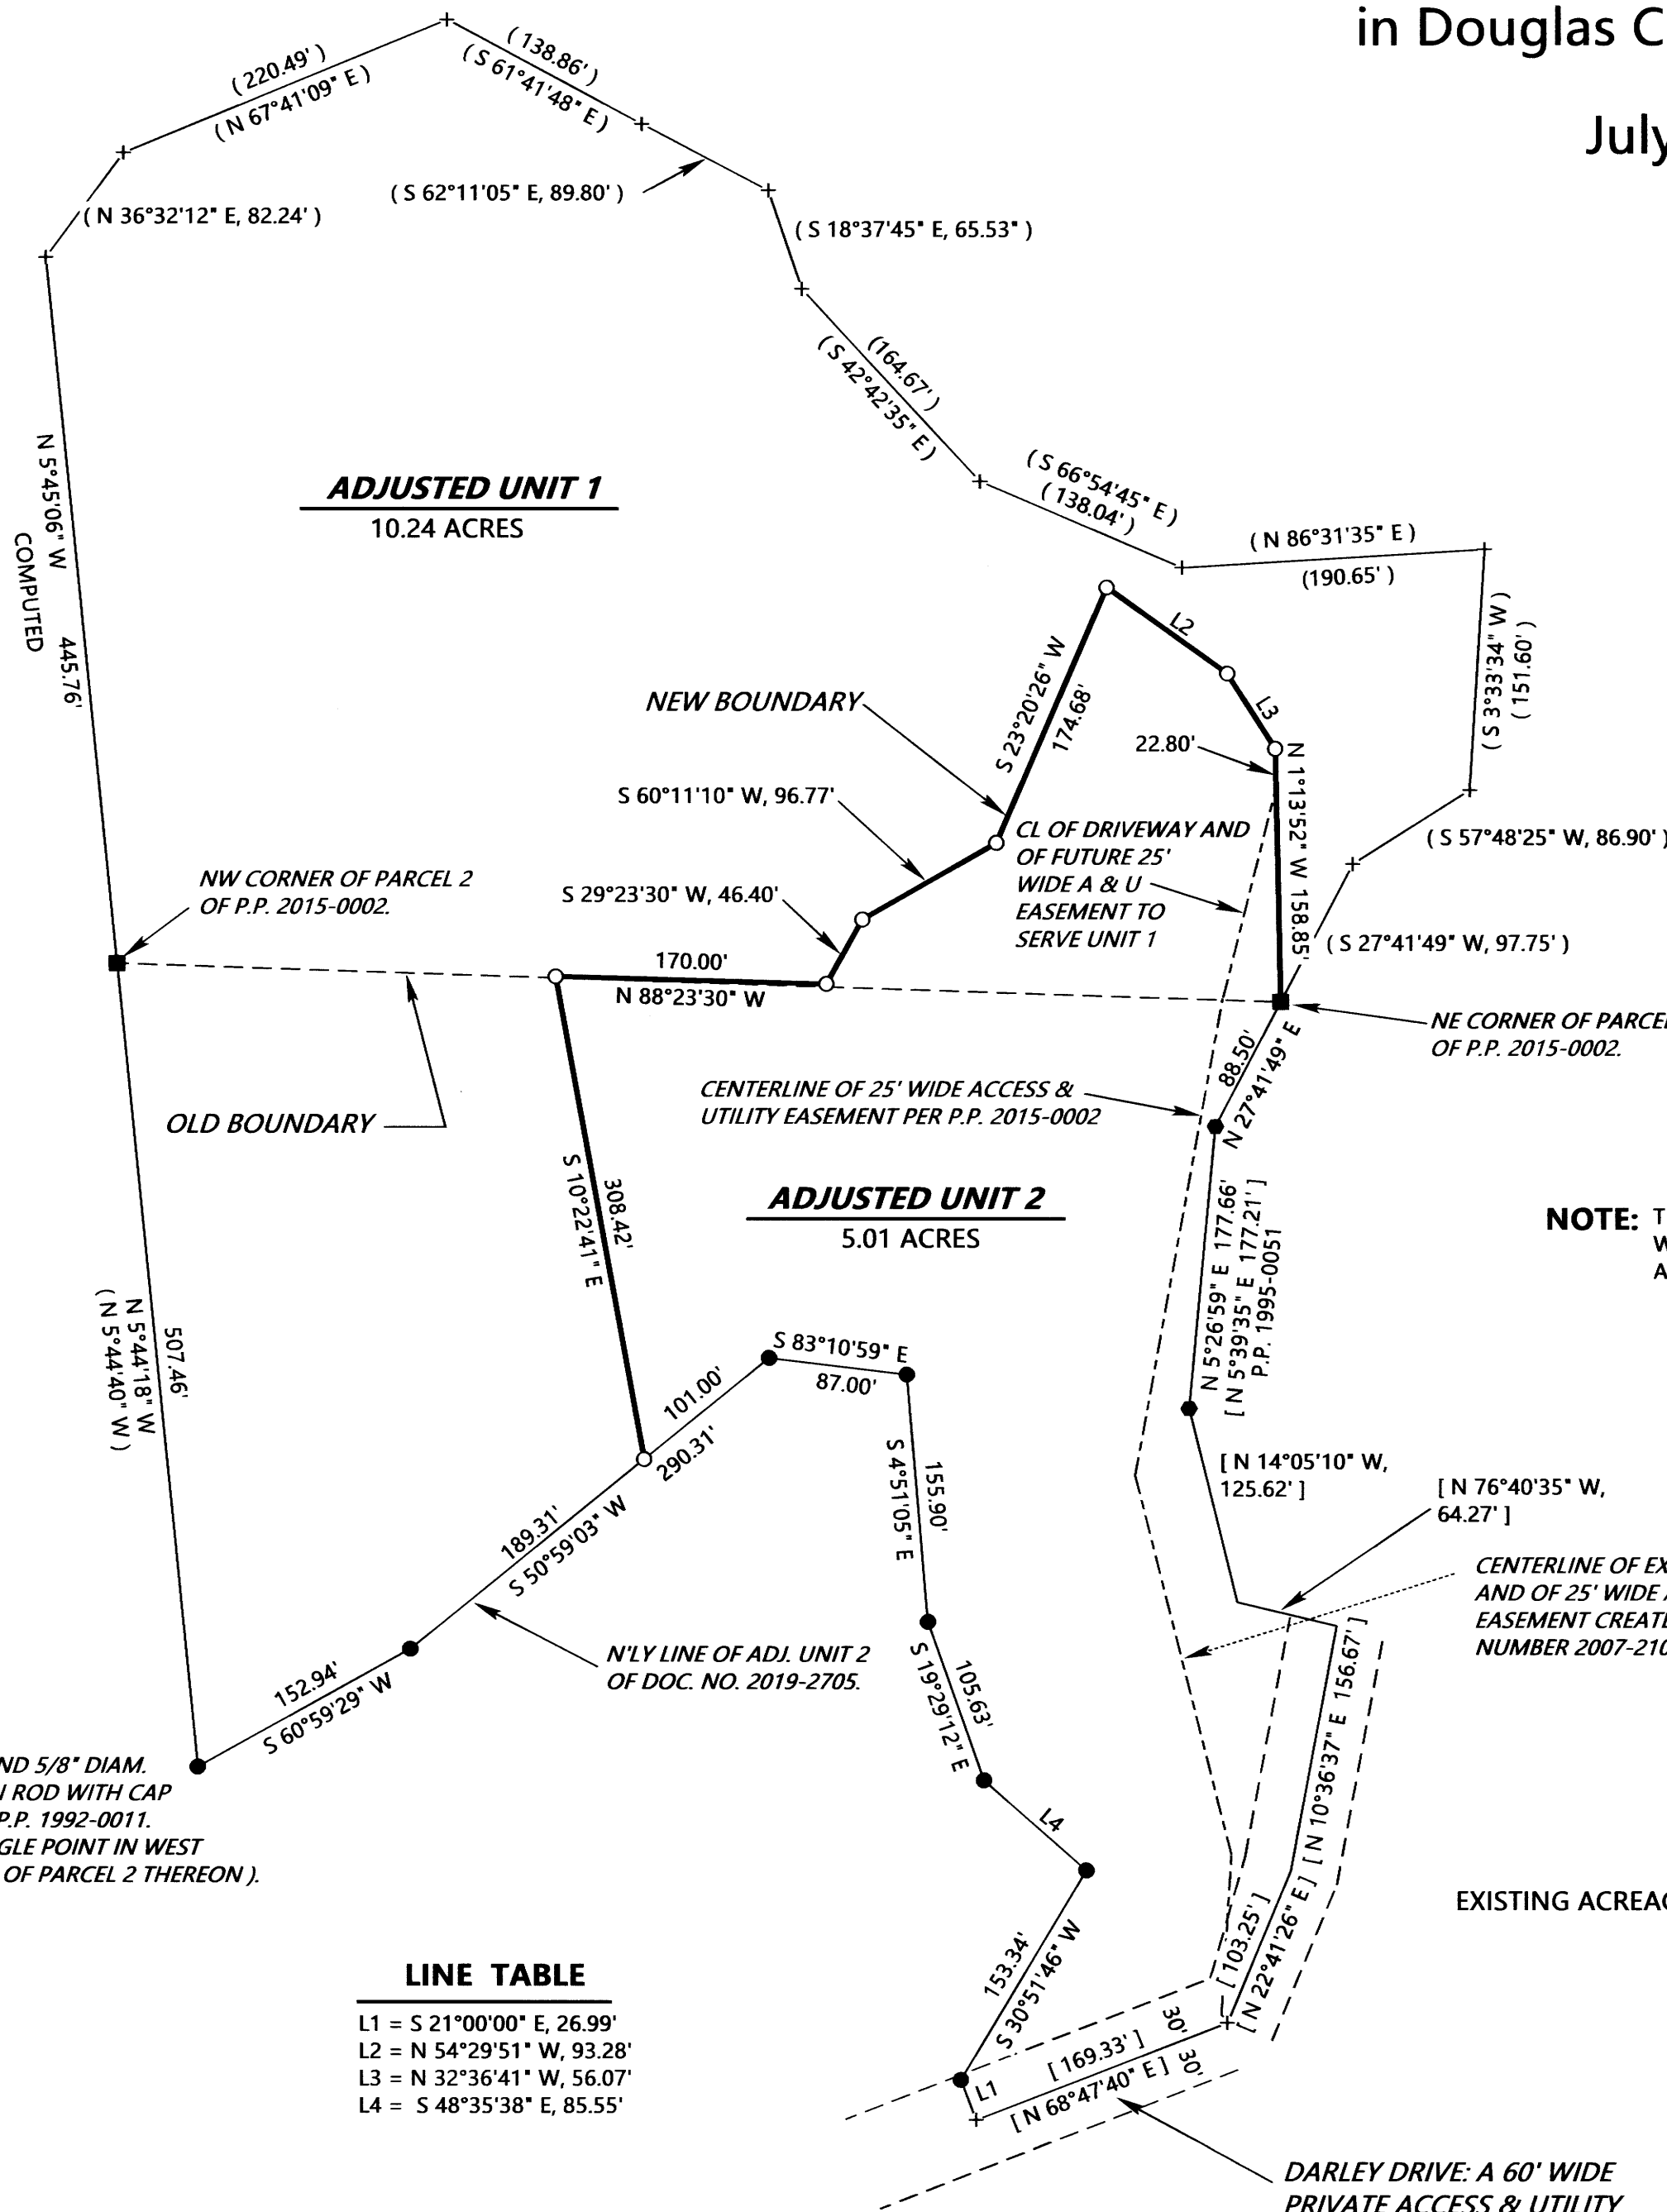 in Douglas C
July
( 220.49' )
( N 67°41'09" E )
( 138.86' )
( S 61°41'48" E )
( N 36°32'12" E, 82.24' )
( S 62°11'05" E, 89.80' )
( S 18°37'45" E, 65.53" )
(164.67' )
( S 42°42'35" E )
( S 66°54'45" E )
( 138.04' )
( N 86°31'35" E )
(190.65' )
( S 3°33'34" W )
( 151.60' )
N 5°45'06" W
445.76'
COMPUTED
ADJUSTED UNIT 1
10.24 ACRES
L2
L3
NEW BOUNDARY
S 23°20'26" W
174.68'
22.80'
N 1°13'52" W 158.85'
S 60°11'10" W, 96.77'
CL OF DRIVEWAY AND
OF FUTURE 25'
WIDE A & U
EASEMENT TO
SERVE UNIT 1
( S 57°48'25" W, 86.90' )
NW CORNER OF PARCEL 2
OF P.P. 2015-0002.
S 29°23'30" W, 46.40'
( S 27°41'49" W, 97.75' )
170.00'
N 88°23'30" W
NE CORNER OF PARCEL
OF P.P. 2015-0002.
88.50'
N 27°41'49" E
CENTERLINE OF 25' WIDE ACCESS &
UTILITY EASEMENT PER P.P. 2015-0002
OLD BOUNDARY
308.42'
S 10°22'41" E
ADJUSTED UNIT 2
5.01 ACRES
N 5°26'59" E 177.66'
[ N 5°39'35" E 177.21' ]
P.P. 1995-0051
NOTE: T
W
A
507.46'
N 5°44'18" W
( N 5°44'40" W )
S 83°10'59" E
87.00'
101.00'
290.31'
189.31'
S 50°59'03" W
155.90'
S 4°51'05" E
[ N 14°05'10" W,
125.62' ]
[ N 76°40'35" W,
64.27' ]
CENTERLINE OF EX
AND OF 25' WIDE A
EASEMENT CREATE
NUMBER 2007-210
N'LY LINE OF ADJ. UNIT 2
OF DOC. NO. 2019-2705.
152.94'
S 60°59'29" W
105.63'
S 19°29'12" E
[ N 10°36'37" E 156.67' ]
ND 5/8" DIAM.
N ROD WITH CAP
P.P. 1992-0011.
GLE POINT IN WEST
OF PARCEL 2 THEREON ).
L4
EXISTING ACREAG
[ 103.25' ]
[ N 22°41'26" E ]
153.34'
S 30°51'46" W
LINE TABLE
L1 = S 21°00'00" E, 26.99'
L2 = N 54°29'51" W, 93.28'
L3 = N 32°36'41" W, 56.07'
L4 = S 48°35'38" E, 85.55'
L1
[ 169.33' ]
[ N 68°47'40" E ]
30'
30'
DARLEY DRIVE: A 60' WIDE
PRIVATE ACCESS & UTILITY